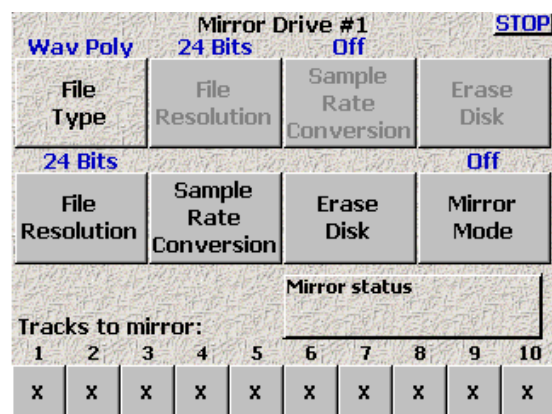 Mirror Drive #1
STOP
Wav Poly
24 Bits
Off
File
Type
File
Resolution
Sample
Rate
Conversion
Erase
Disk
24 Bits
Off
File
Resolution
Sample
Rate
Conversion
Erase
Disk
Mirror
Mode
Mirror status
Tracks to mirror:
1 2 3 4 5 6 7 8 9 10
x x x x x x x x x x